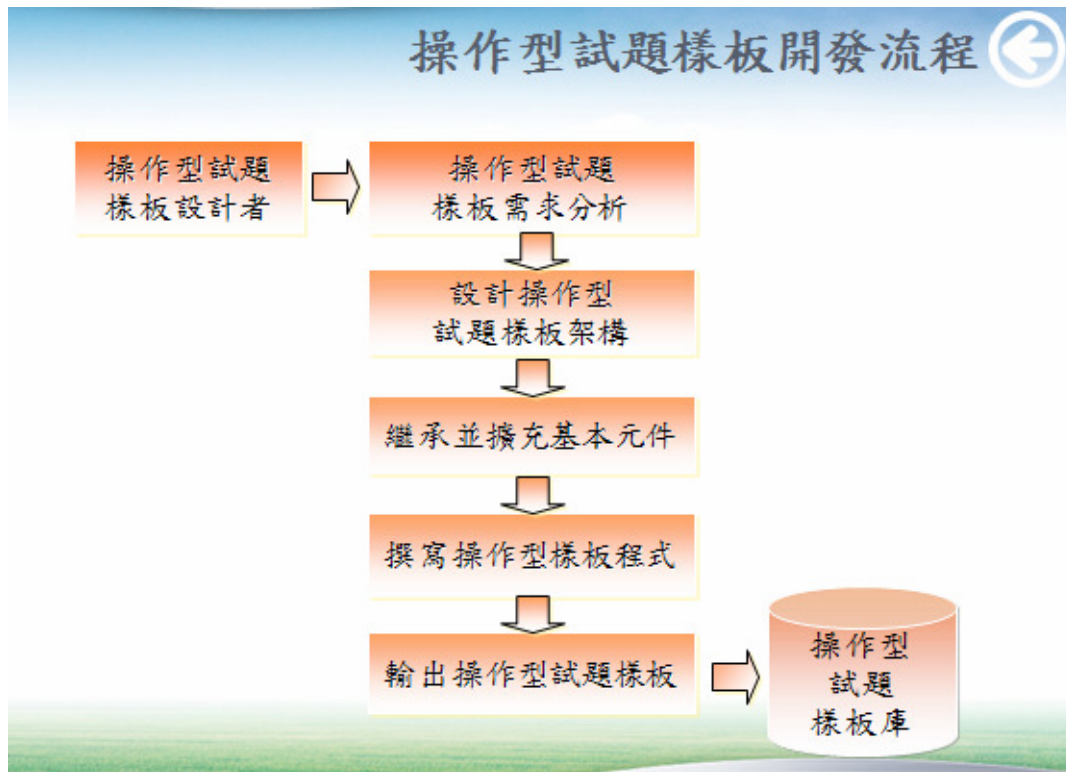 操作型試題樣板開發流程
操作型試題
樣板設計者
操作型試題
樣板需求分析
設計操作型
試題樣板架構
繼承並擴充基本元件
撰寫操作型樣板程式
輸出操作型試題樣板
操作型
試題
樣板庫